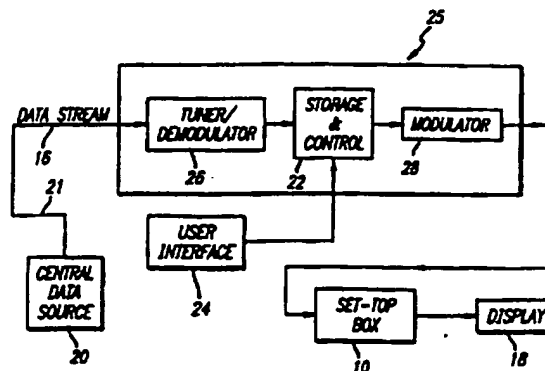 25
DATA STREAM
16
21
TUNER/
DEMODULATOR
26
STORAGE
&
CONTROL
22
MODULATOR
28
USER
INTERFACE
24
CENTRAL
DATA
SOURCE
20
SET-TOP
BOX
10
DISPLAY
18